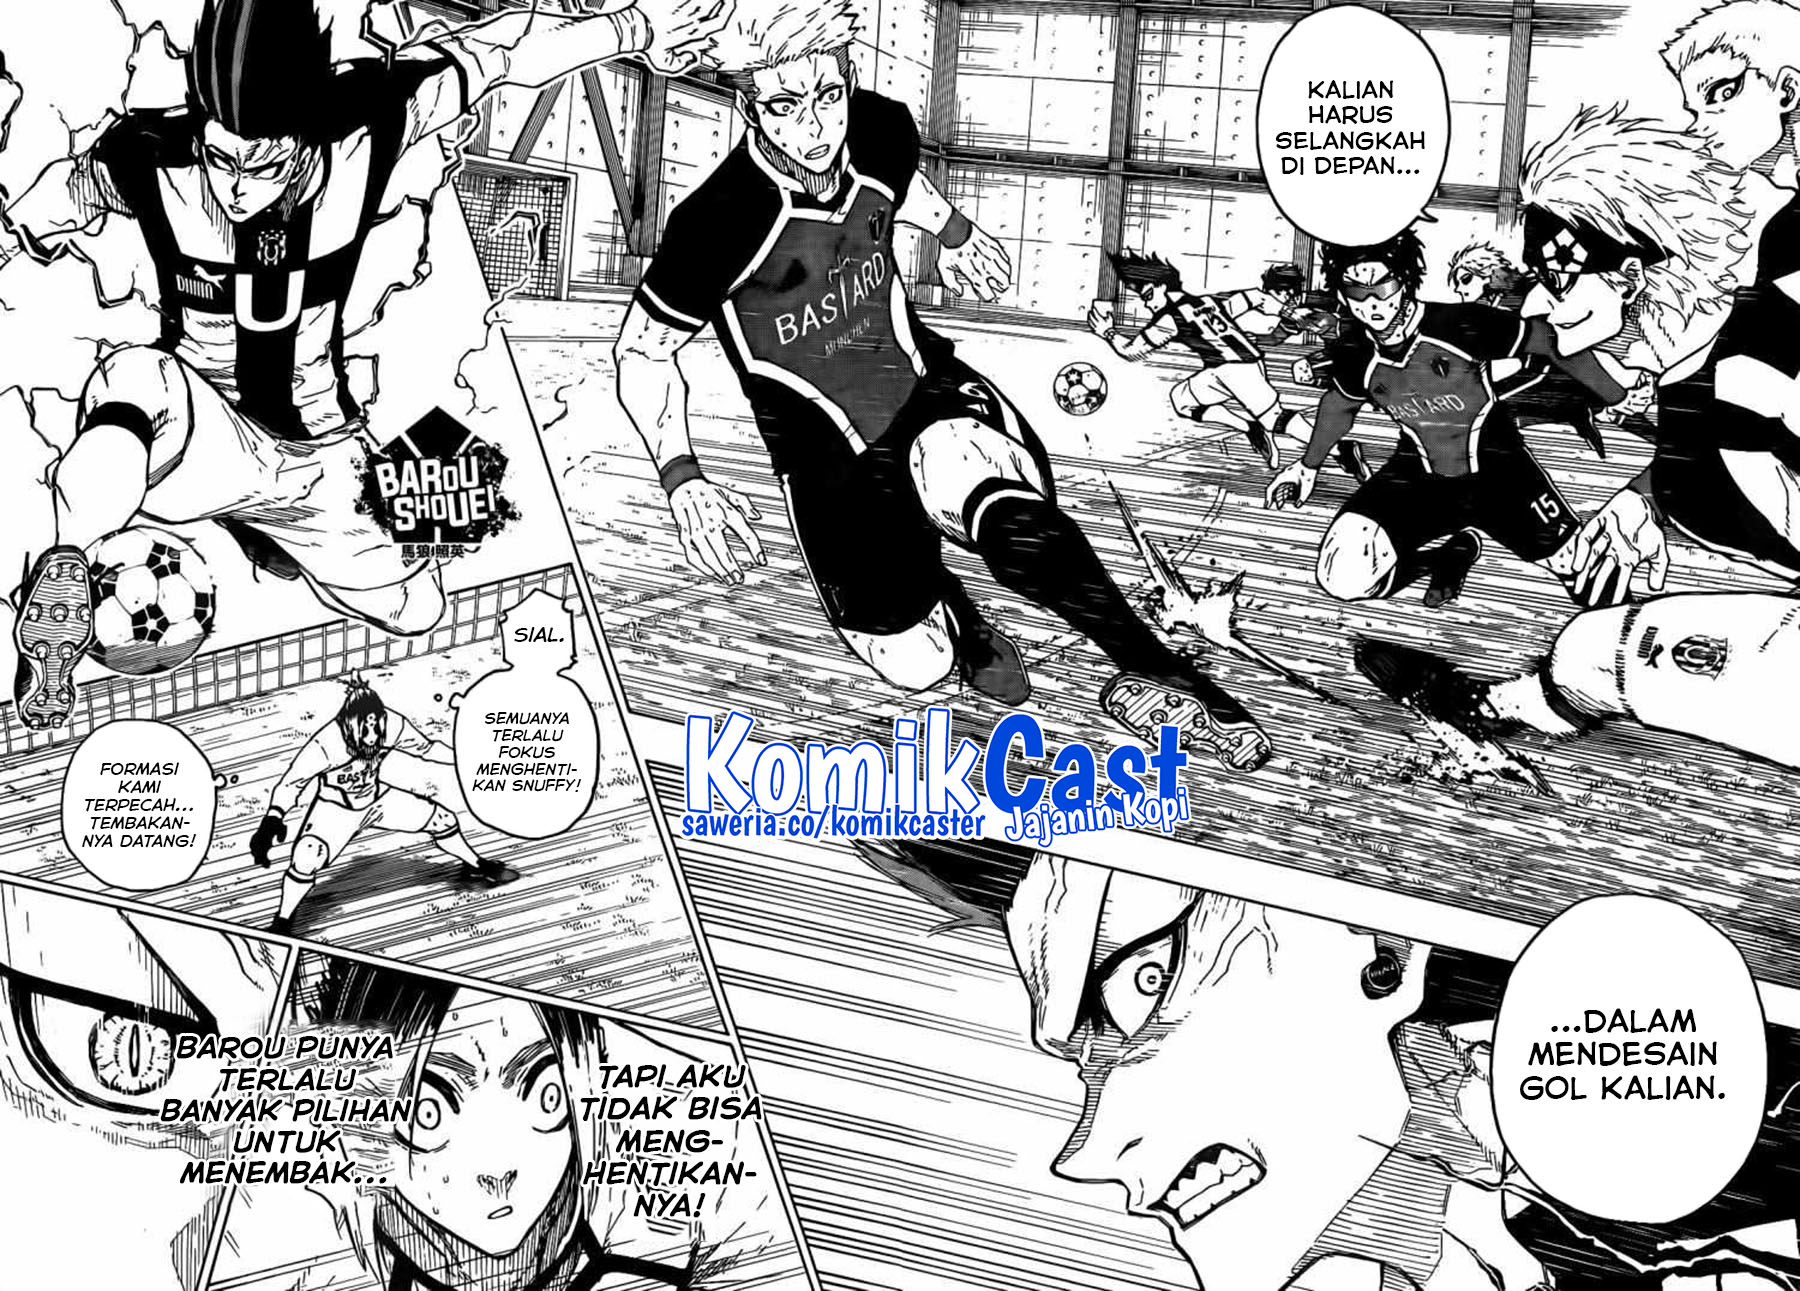 KALIAN
HARUS
SELANGKAH
DI DEPAN...
BASTARD
MÜNCHEN
13
BASTARD
15
U
BAROU
SHOUEI
馬狼 照英
SIAL.
SEMUANYA
TERLALU
FOKUS
MENGHENTI-
KAN SNUFFY!
FORMASI
KAMI
TERPECAH...
TEMBAKAN-
NYA DATANG!
BAST
KomikCast
saweria.co/komikcaster Jajanin Kopi
...DALAM
MENDESAIN
GOL KALIAN.
TAPI AKU
TIDAK BISA
MENG-
HENTIKAN-
NYA!
BAROU PUNYA
TERLALU
BANYAK PILIHAN
UNTUK
MENEMBAK...